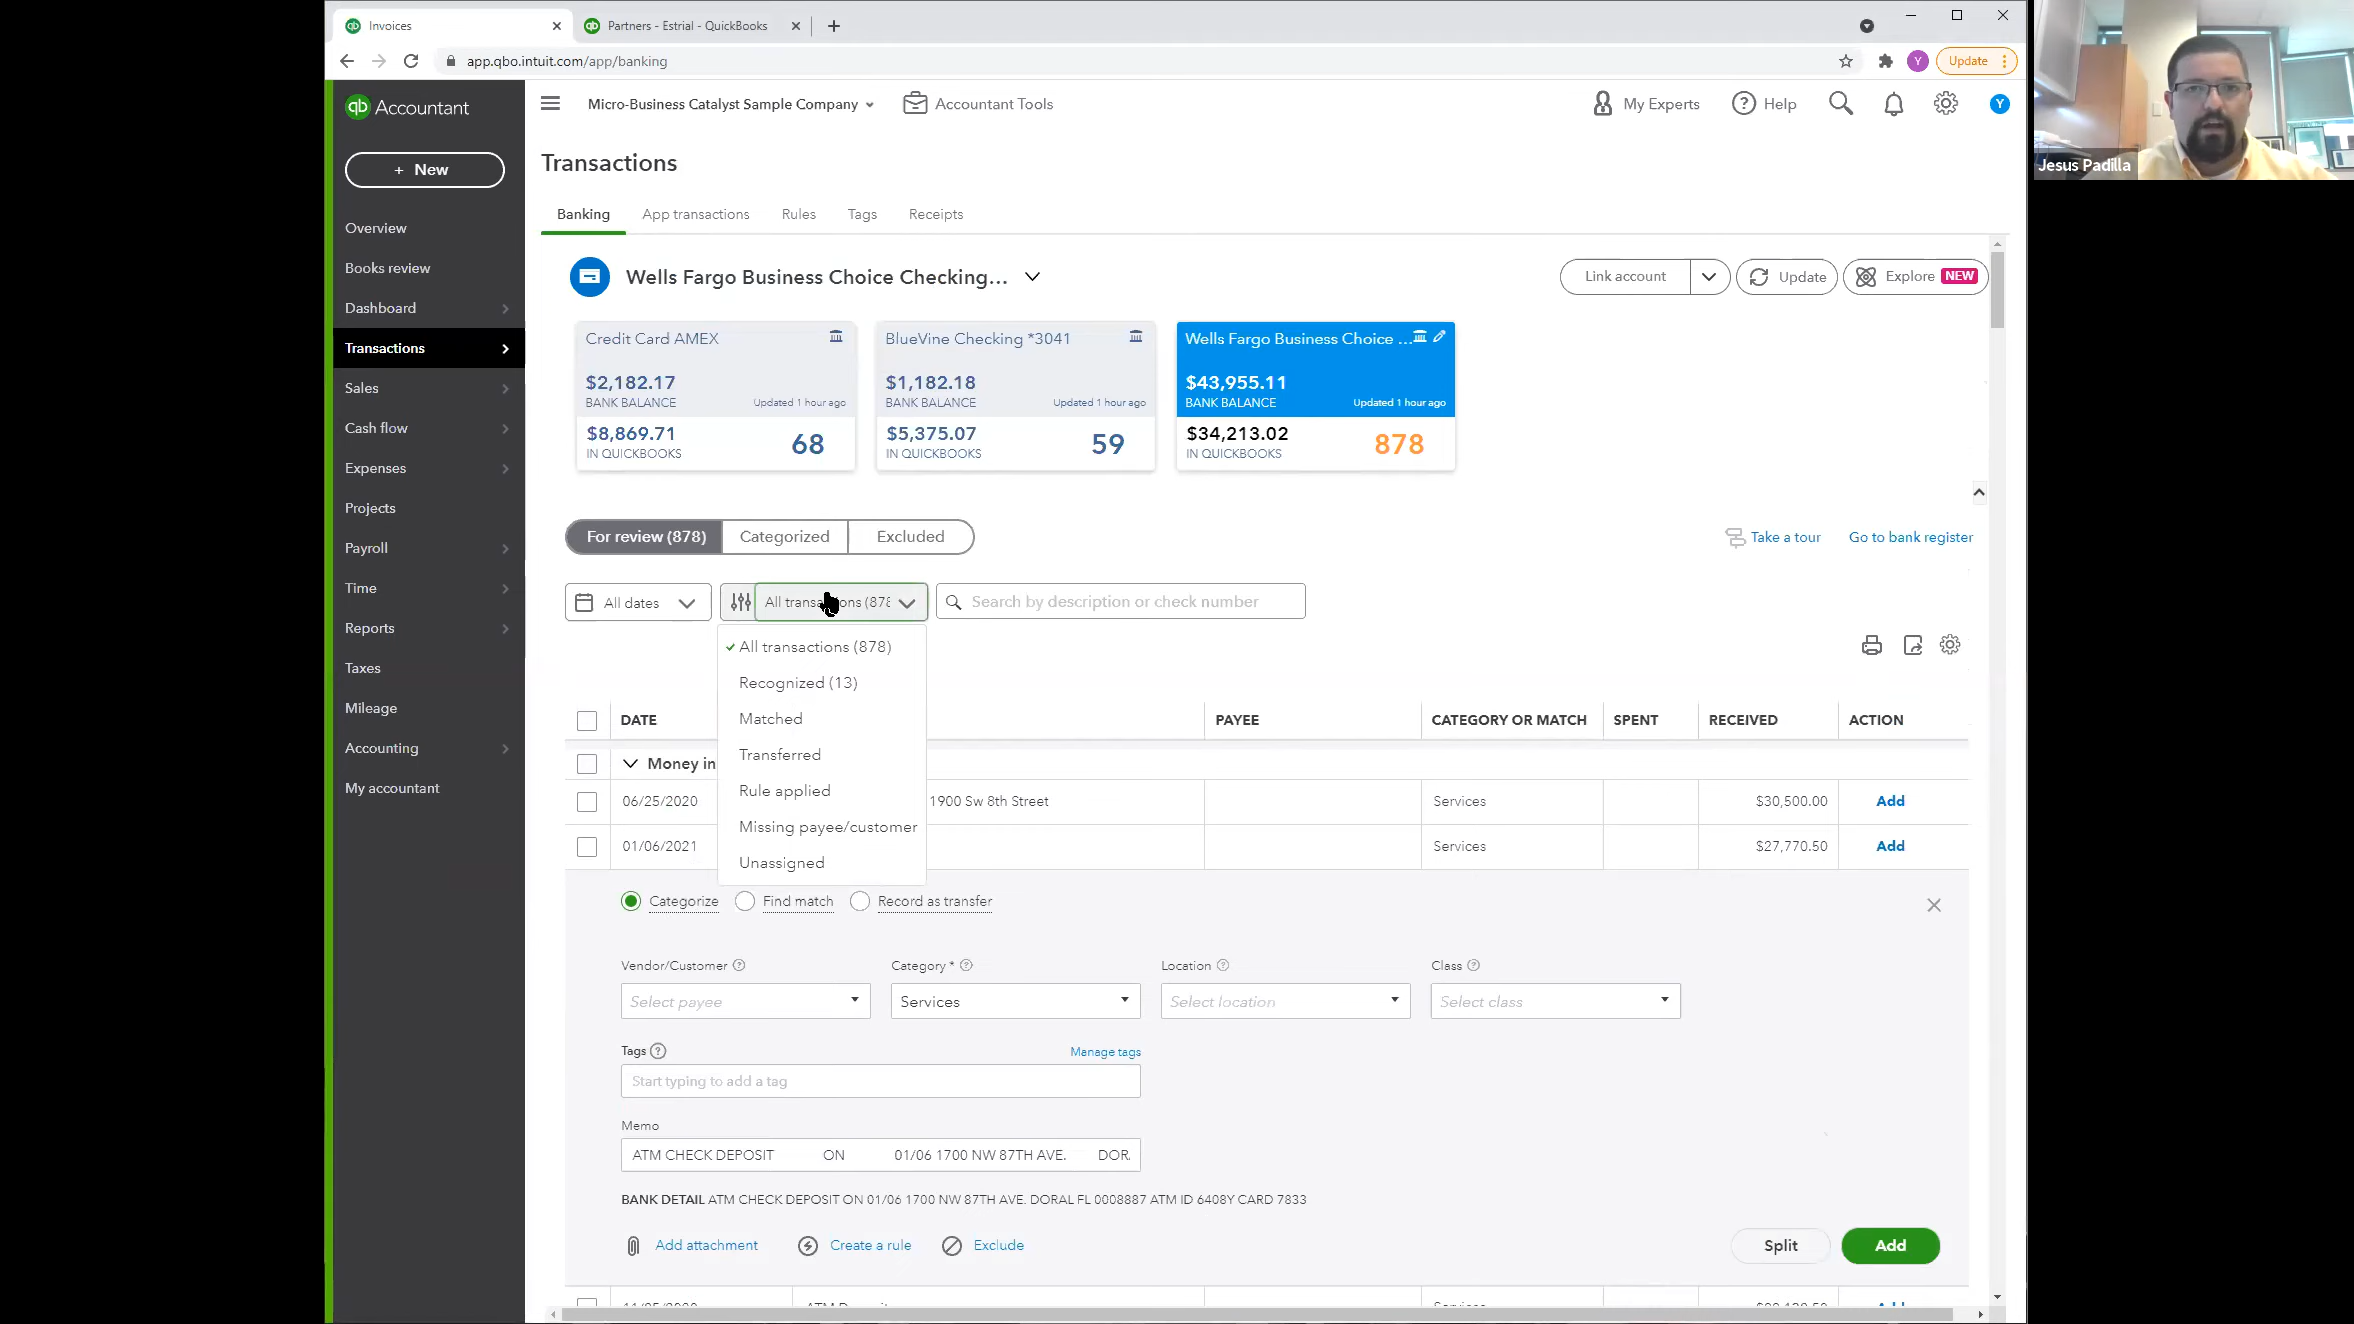 Invoices
Partners - Estrial - QuickBooks
app.qbo.intuit.com/app/banking
Update
qb Accountant
Micro-Business Catalyst Sample Company
Accountant Tools
My Experts
Help
Y
Jesus Padilla
+ New
Overview
Books review
Dashboard
Transactions
Sales
Cash flow
Expenses
Projects
Payroll
Time
Reports
Taxes
Mileage
Accounting
My accountant
Transactions
Banking
App transactions
Rules
Tags
Receipts
Wells Fargo Business Choice Checking...
Link account
Update
Explore NEW
Credit Card AMEX
$2,182.17
BANK BALANCE
Updated 1 hour ago
$8,869.71
IN QUICKBOOKS
68
BlueVine Checking *3041
$1,182.18
BANK BALANCE
Updated 1 hour ago
$5,375.07
IN QUICKBOOKS
59
Wells Fargo Business Choice ...
$43,955.11
BANK BALANCE
Updated 1 hour ago
$34,213.02
IN QUICKBOOKS
878
For review (878)
Categorized
Excluded
Take a tour
Go to bank register
All dates
All transactions (878
Search by description or check number
All transactions (878)
Recognized (13)
Matched
Transferred
Rule applied
Missing payee/customer
Unassigned
DATE
PAYEE
CATEGORY OR MATCH
SPENT
RECEIVED
ACTION
Money in
06/25/2020
1900 Sw 8th Street
Services
$30,500.00
Add
01/06/2021
Services
$27,770.50
Add
Categorize
Find match
Record as transfer
Vendor/Customer
Category *
Location
Class
Select payee
Services
Select location
Select class
Tags
Manage tags
Start typing to add a tag
Memo
ATM CHECK DEPOSIT ON 01/06 1700 NW 87TH AVE. DOR
BANK DETAIL ATM CHECK DEPOSIT ON 01/06 1700 NW 87TH AVE. DORAL FL 0008887 ATM ID 6408Y CARD 7833
Add attachment
Create a rule
Exclude
Split
Add